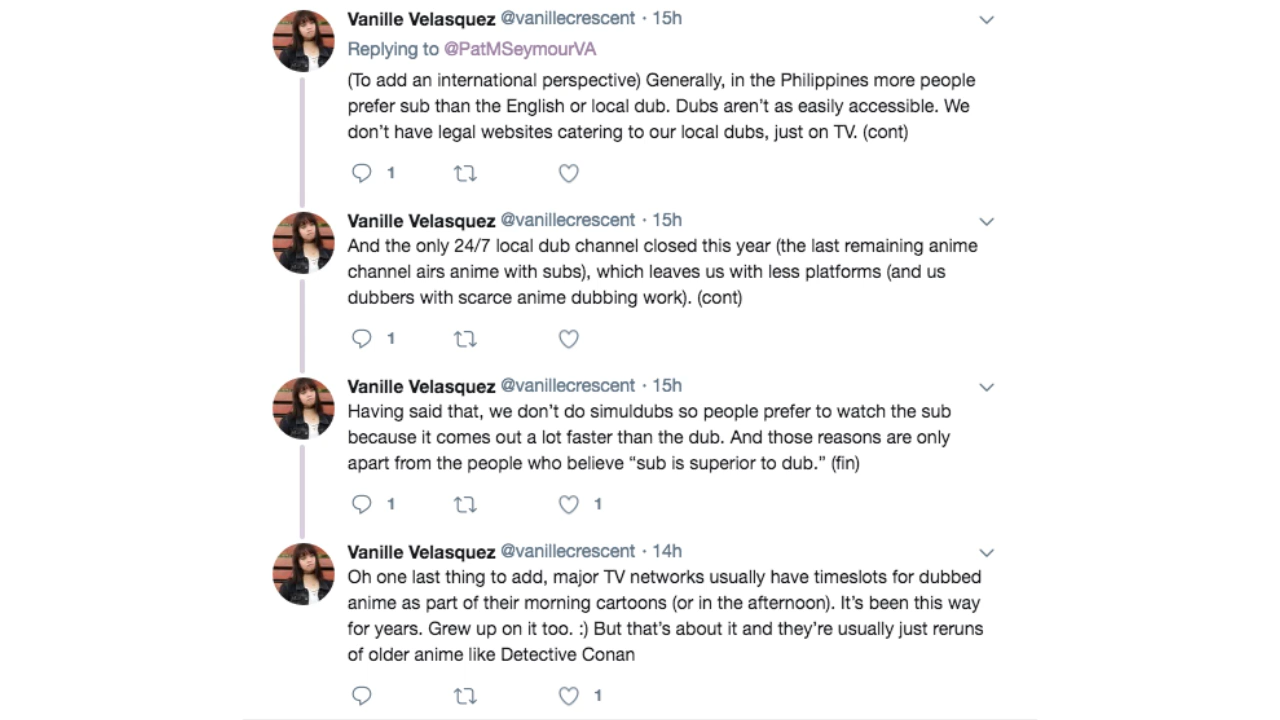 Vanille Velasquez @vanillecrescent · 15h
Replying to @PatMSeymourVA
(To add an international perspective) Generally, in the Philippines more people
prefer sub than the English or local dub. Dubs aren’t as easily accessible. We
don’t have legal websites catering to our local dubs, just on TV. (cont)
1
Vanille Velasquez @vanillecrescent · 15h
And the only 24/7 local dub channel closed this year (the last remaining anime
channel airs anime with subs), which leaves us with less platforms (and us
dubbers with scarce anime dubbing work). (cont)
1
Vanille Velasquez @vanillecrescent · 15h
Having said that, we don’t do simuldubs so people prefer to watch the sub
because it comes out a lot faster than the dub. And those reasons are only
apart from the people who believe “sub is superior to dub.” (fin)
1 1
Vanille Velasquez @vanillecrescent · 14h
Oh one last thing to add, major TV networks usually have timeslots for dubbed
anime as part of their morning cartoons (or in the afternoon). It’s been this way
for years. Grew up on it too. :) But that’s about it and they’re usually just reruns
of older anime like Detective Conan
1